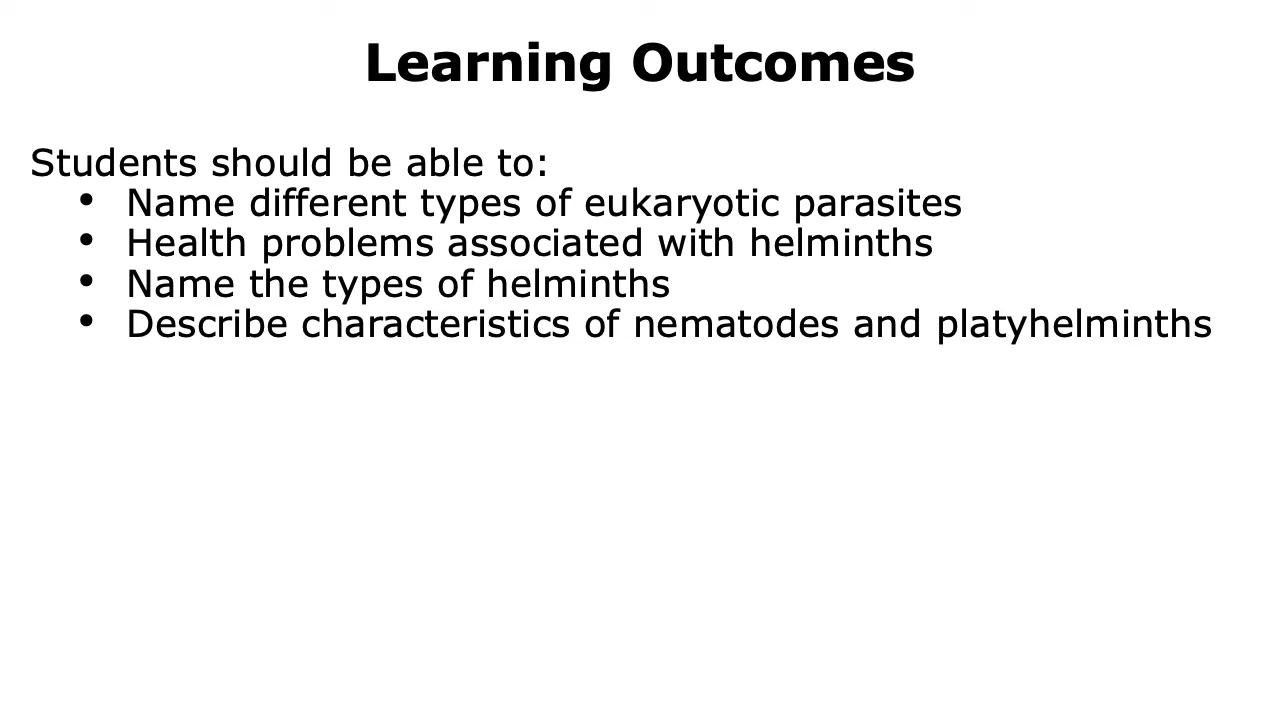 Learning Outcomes
Students should be able to:
• Name different types of eukaryotic parasites
• Health problems associated with helminths
• Name the types of helminths
• Describe characteristics of nematodes and platyhelminths